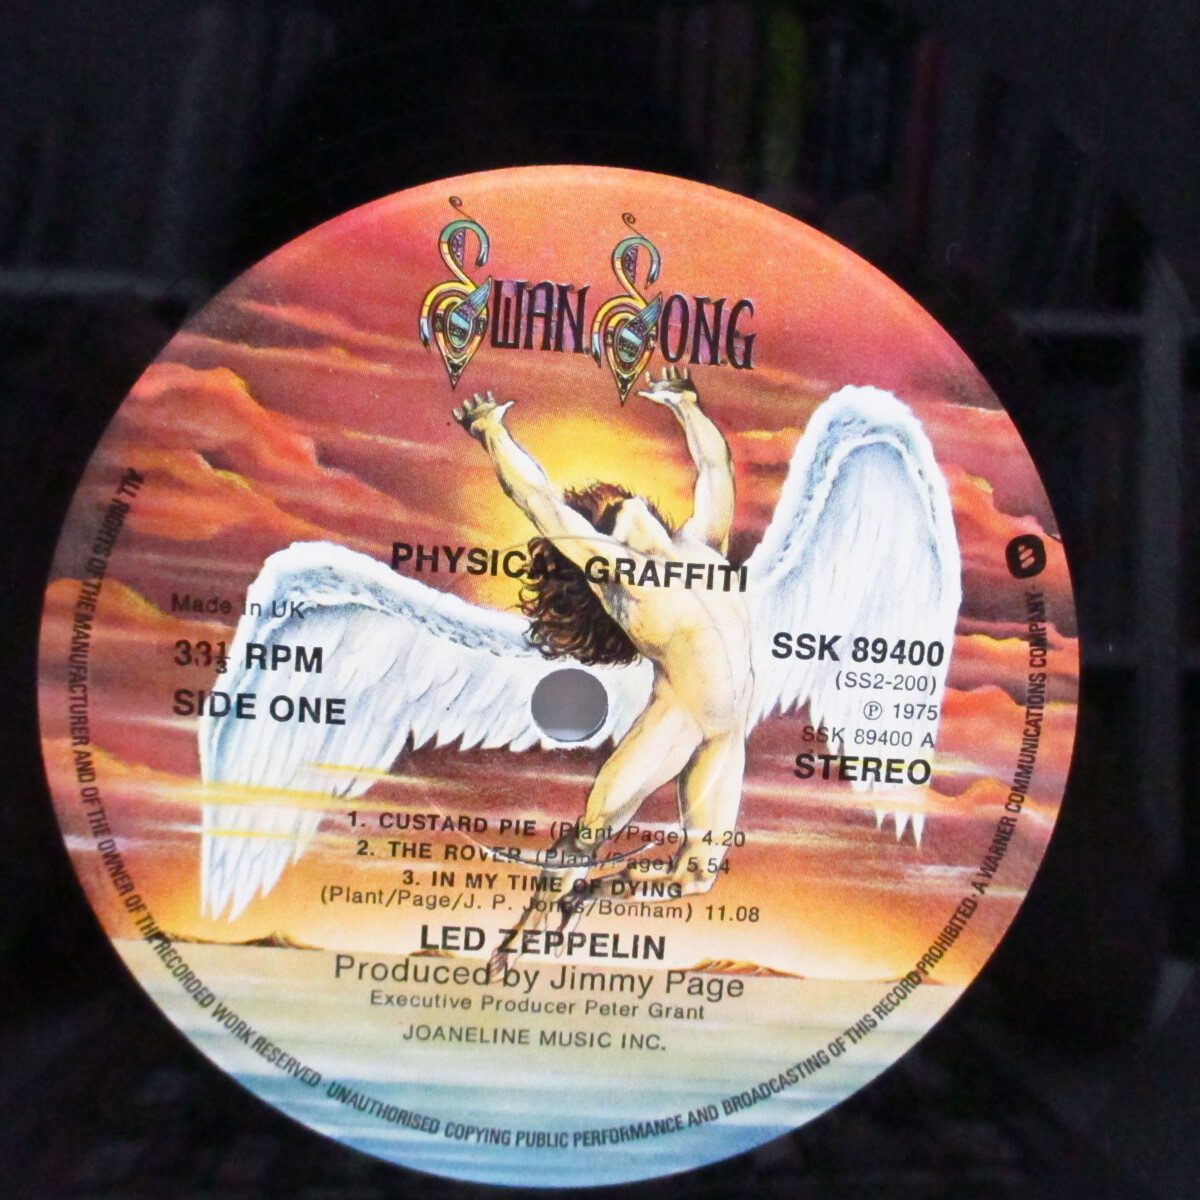 SWAN SONG
PHYSICAL GRAFFITI
Made in UK
33⅓ RPM
SIDE ONE
SSK 89400
(SS2-200)
℗ 1975
SSK 89400 A
STEREO
1. CUSTARD PIE (Plant/Page) 4.20
2. THE ROVER (Plant/Page) 5.54
3. IN MY TIME OF DYING
(Plant/Page/J. P. Jones/Bonham) 11.08
LED ZEPPELIN
Produced by Jimmy Page
Executive Producer Peter Grant
JOANELINE MUSIC INC.
ALL RIGHTS OF THE MANUFACTURER AND OF THE OWNER OF THE RECORDED WORK RESERVED · UNAUTHORISED COPYING PUBLIC PERFORMANCE AND BROADCASTING OF THIS RECORD PROHIBITED · A WARNER COMMUNICATIONS COMPANY ·